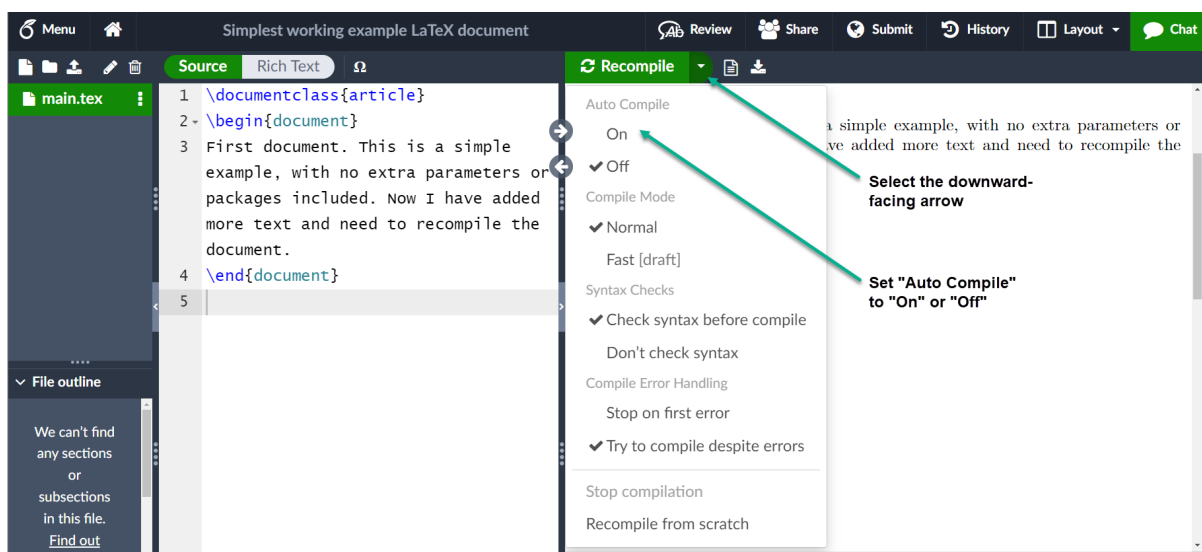 Menu
Simplest working example LaTeX document
Review
Share
Submit
History
Layout
Chat
Source
Rich Text
Ω
Recompile
main.tex
1 \documentclass{article}
2 \begin{document}
3 First document. This is a simple
example, with no extra parameters or
packages included. Now I have added
more text and need to recompile the
document.
4 \end{document}
5
File outline
We can't find
any sections
or
subsections
in this file.
Find out
Auto Compile
On
Off
Compile Mode
Normal
Fast [draft]
Syntax Checks
Check syntax before compile
Don't check syntax
Compile Error Handling
Stop on first error
Try to compile despite errors
Stop compilation
Recompile from scratch
a simple example, with no extra parameters or
ve added more text and need to recompile the
Select the downward-
facing arrow
Set "Auto Compile"
to "On" or "Off"